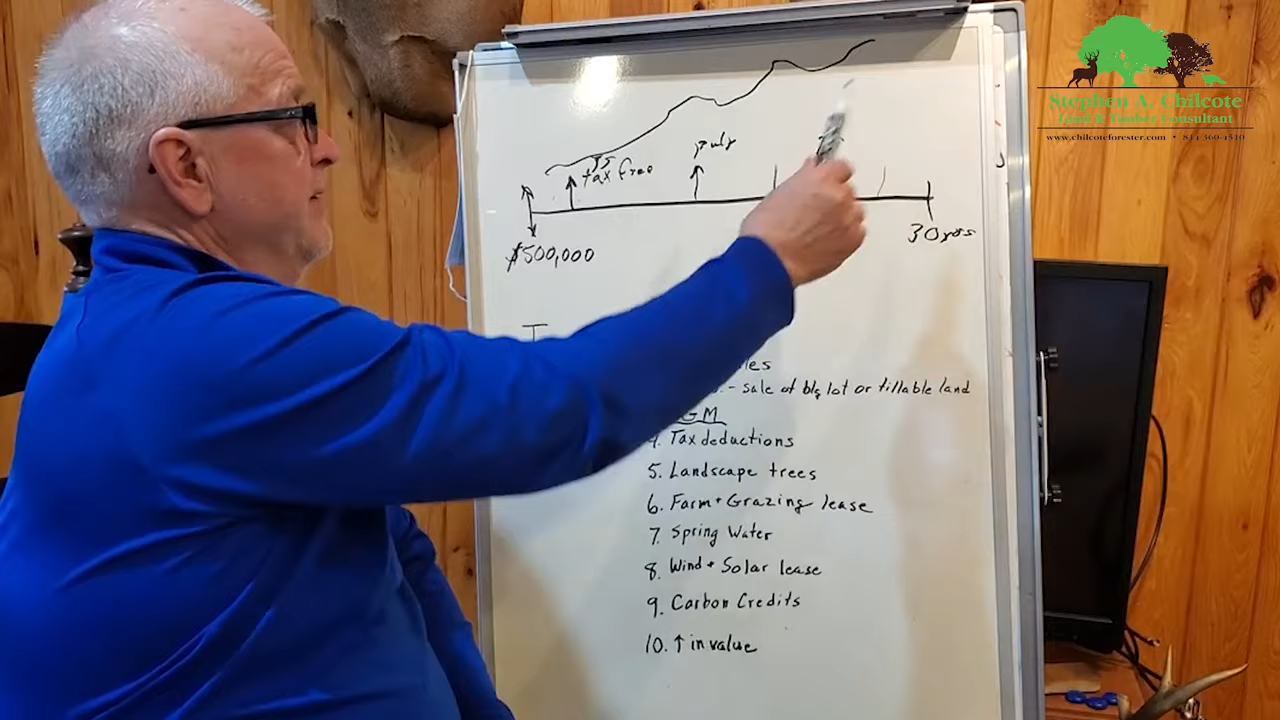 Stephen A. Chilcote
Land & Timber Consultant
www.chilcoteforester.com • 814-360-4510
tax free
pulp
30 yrs
$500,000
I
les
- sale of blg lot or tillable land
GM
4. Tax deductions
5. Landscape trees
6. Farm + Grazing lease
7. Spring Water
8. Wind + Solar lease
9. Carbon Credits
10. ↑ in value